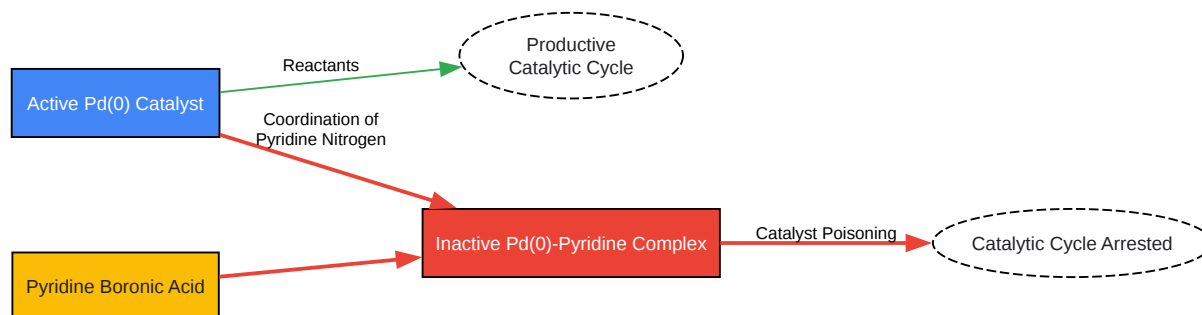 Productive
Catalytic Cycle
Reactants
Active Pd(0) Catalyst
Coordination of
Pyridine Nitrogen
Inactive Pd(0)-Pyridine Complex
Catalyst Poisoning
Catalytic Cycle Arrested
Pyridine Boronic Acid